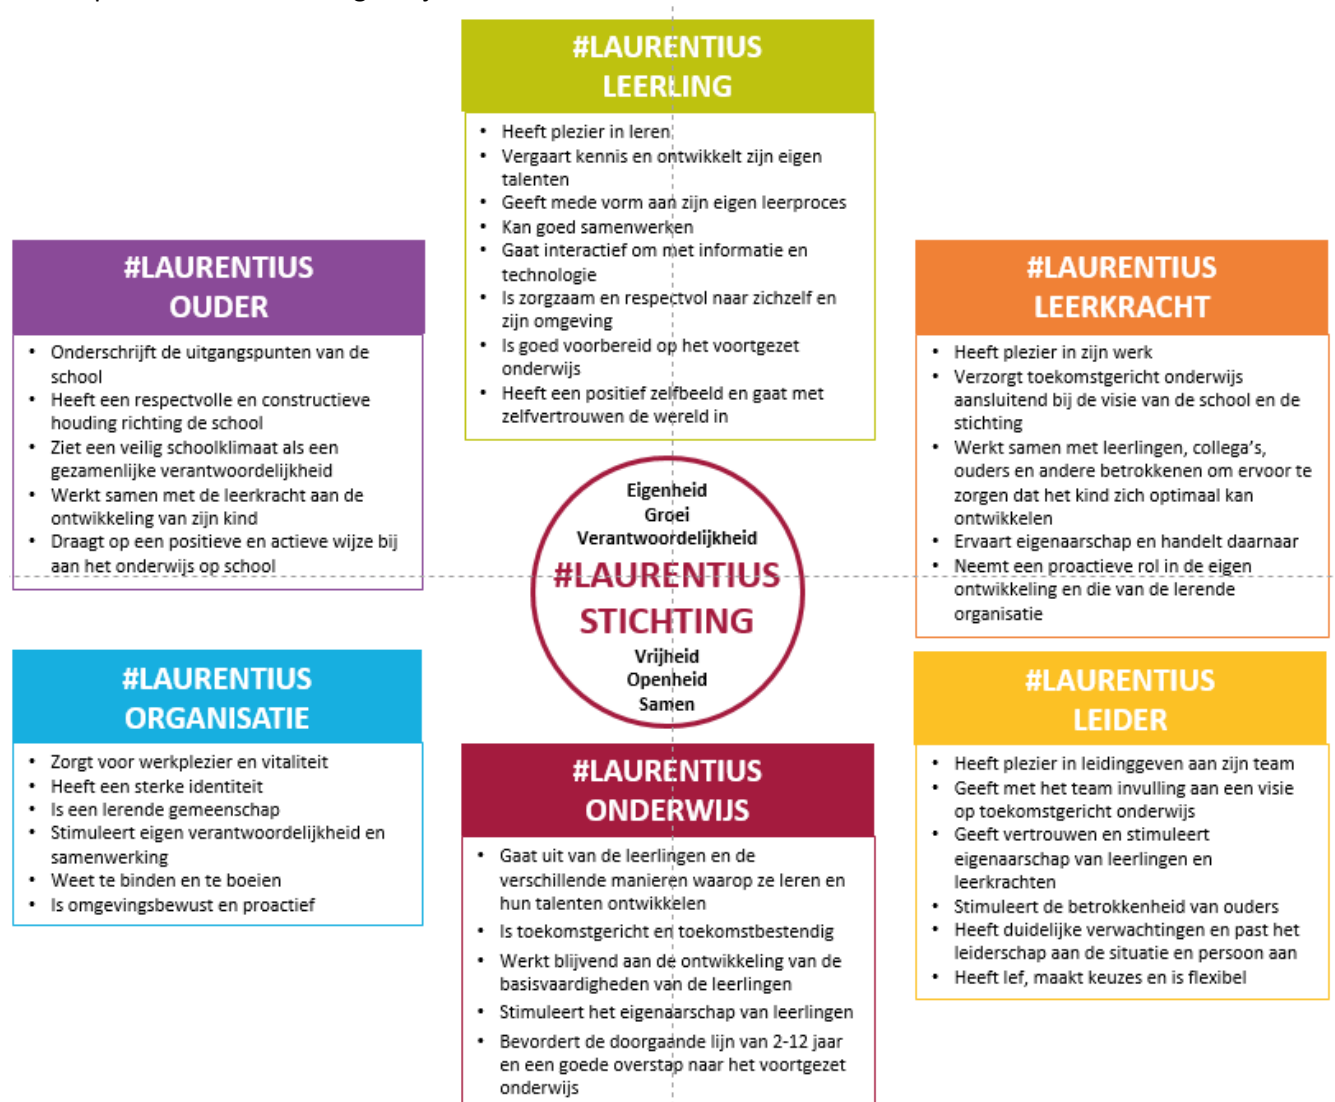 #LAURENTIUS
LEERLING
• Heeft plezier in leren
• Vergaart kennis en ontwikkelt zijn eigen
talenten
• Geeft mede vorm aan zijn eigen leerproces
• Kan goed samenwerken
• Gaat interactief om met informatie en
technologie
• Is zorgzaam en respectvol naar zichzelf en
zijn omgeving
• Is goed voorbereid op het voortgezet
onderwijs
• Heeft een positief zelfbeeld en gaat met
zelfvertrouwen de wereld in
#LAURENTIUS
OUDER
• Onderschrijft de uitgangspunten van de
school
• Heeft een respectvolle en constructieve
houding richting de school
• Ziet een veilig schoolklimaat als een
gezamenlijke verantwoordelijkheid
• Werkt samen met de leerkracht aan de
ontwikkeling van zijn kind
• Draagt op een positieve en actieve wijze bij
aan het onderwijs op school
#LAURENTIUS
LEERKRACHT
• Heeft plezier in zijn werk
• Verzorgt toekomstgericht onderwijs
aansluitend bij de visie van de school en de
stichting
• Werkt samen met leerlingen, collega's,
ouders en andere betrokkenen om ervoor te
zorgen dat het kind zich optimaal kan
ontwikkelen
• Ervaart eigenaarschap en handelt daarnaar
• Neemt een proactieve rol in de eigen
ontwikkeling en die van de lerende
organisatie
Eigenheid
Groei
Verantwoordelijkheid
#LAURENTIUS
STICHTING
Vrijheid
Openheid
Samen
#LAURENTIUS
ORGANISATIE
• Zorgt voor werkplezier en vitaliteit
• Heeft een sterke identiteit
• Is een lerende gemeenschap
• Stimuleert eigen verantwoordelijkheid en
samenwerking
• Weet te binden en te boeien
• Is omgevingsbewust en proactief
#LAURENTIUS
LEIDER
• Heeft plezier in leidinggeven aan zijn team
• Geeft met het team invulling aan een visie
op toekomstgericht onderwijs
• Geeft vertrouwen en stimuleert
eigenaarschap van leerlingen en
leerkrachten
• Stimuleert de betrokkenheid van ouders
• Heeft duidelijke verwachtingen en past het
leiderschap aan de situatie en persoon aan
• Heeft lef, maakt keuzes en is flexibel
#LAURENTIUS
ONDERWIJS
• Gaat uit van de leerlingen en de
verschillende manieren waarop ze leren en
hun talenten ontwikkelen
• Is toekomstgericht en toekomstbestendig
• Werkt blijvend aan de ontwikkeling van de
basisvaardigheden van de leerlingen
• Stimuleert het eigenaarschap van leerlingen
• Bevordert de doorgaande lijn van 2-12 jaar
en een goede overstap naar het voortgezet
onderwijs